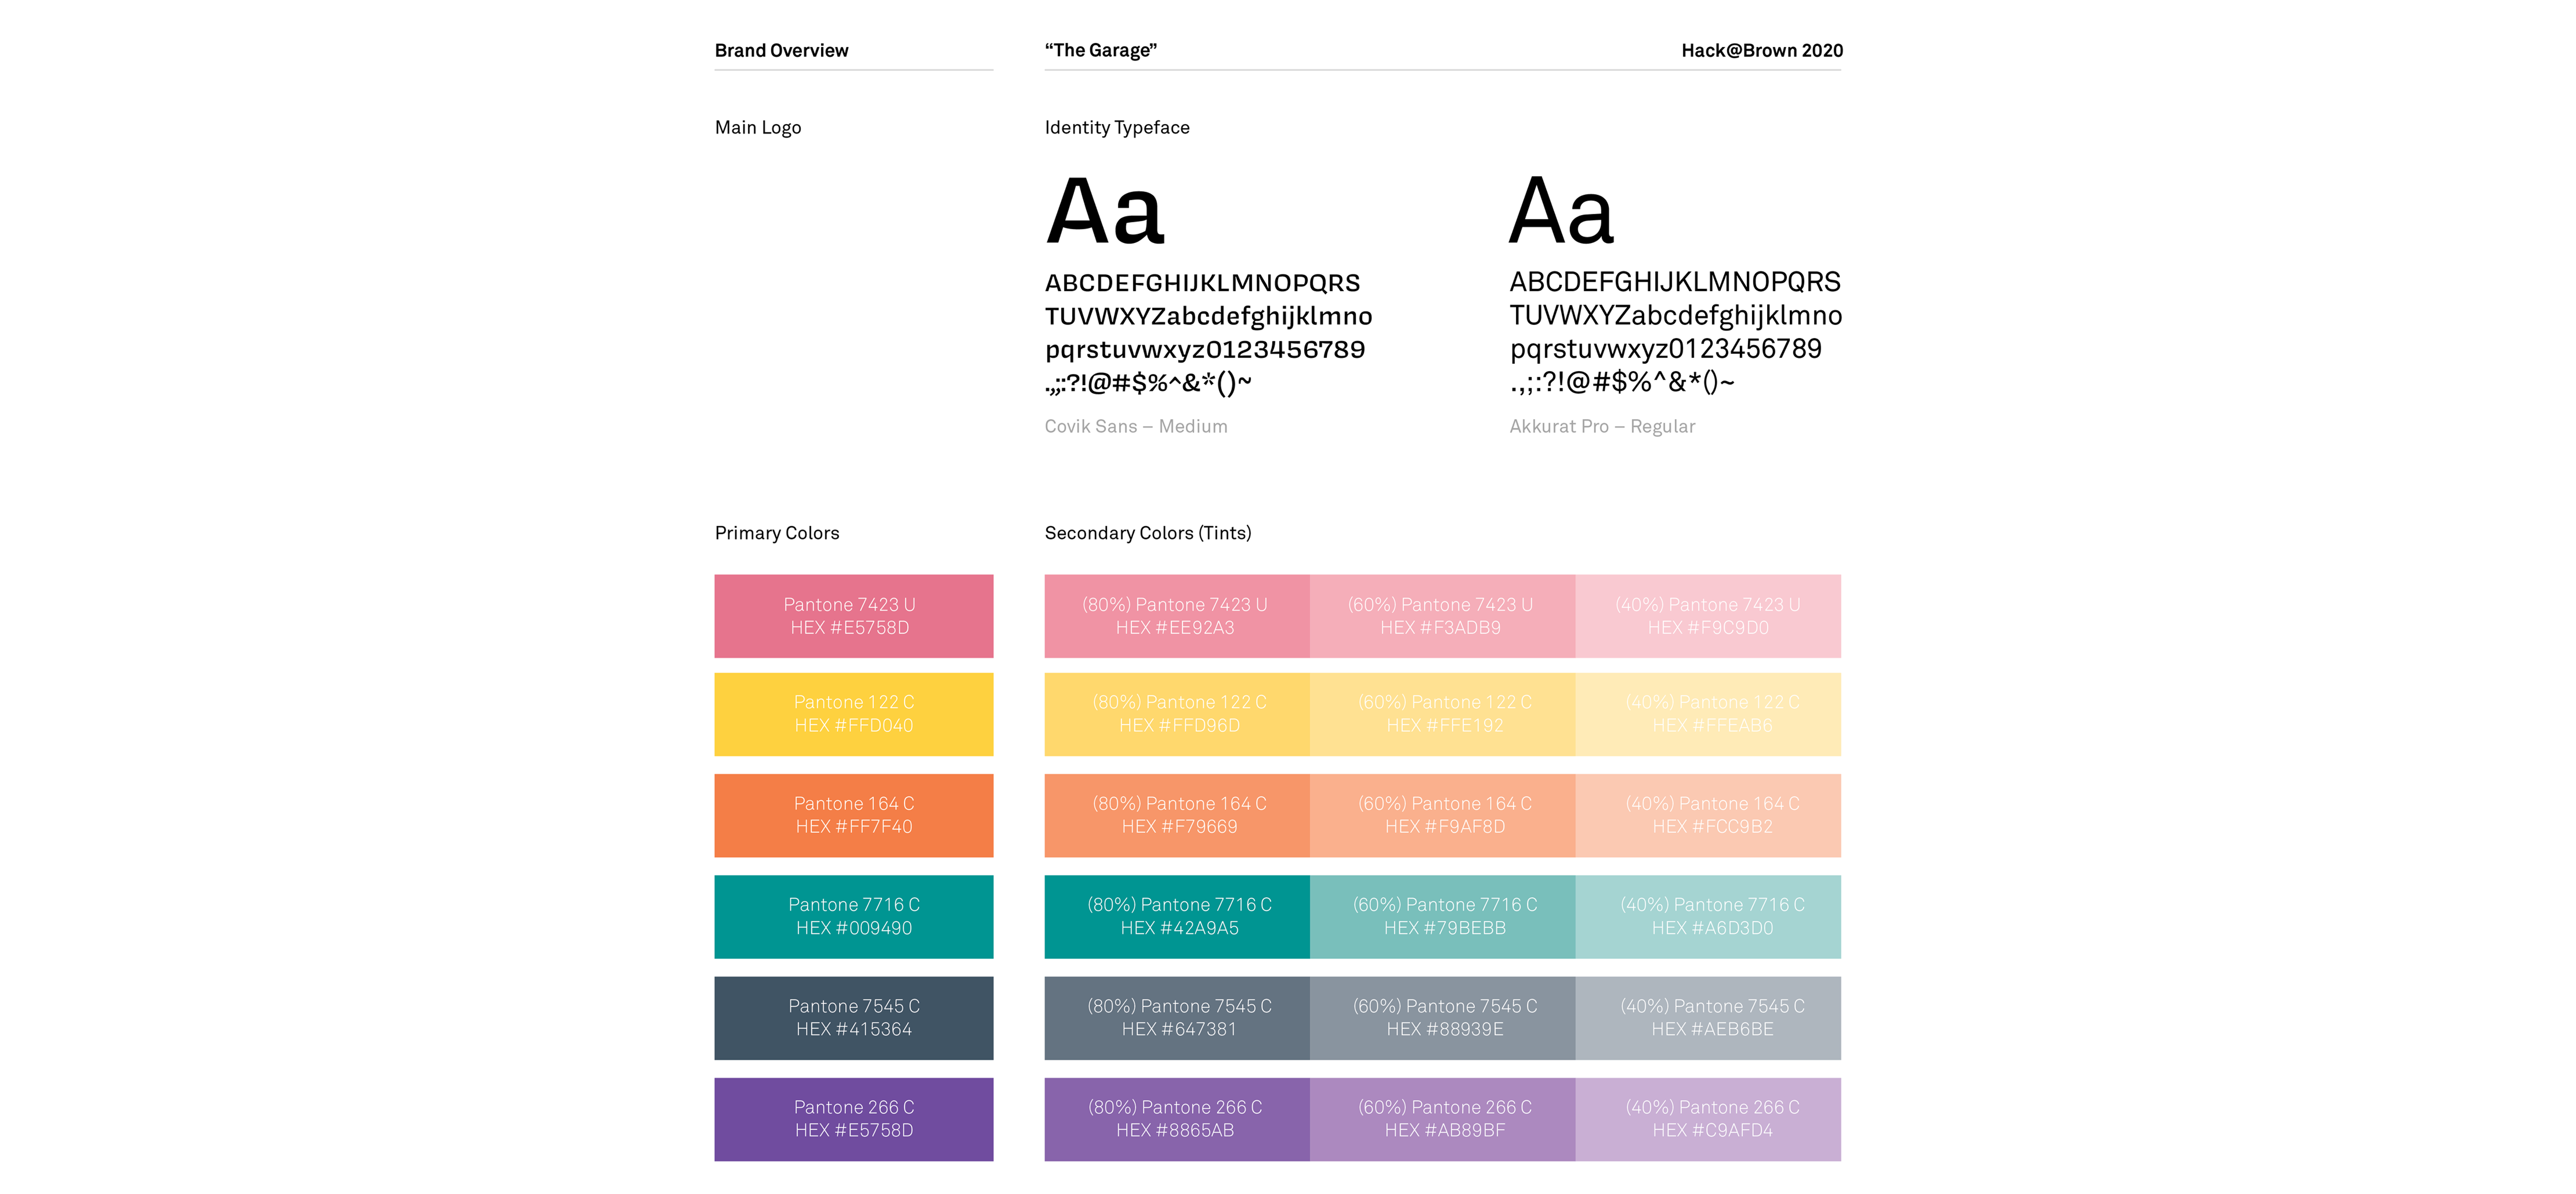 Brand Overview
“The Garage”
Hack@Brown 2020
Main Logo
Identity Typeface
Aa
ABCDEFGHIJKLMNOPQRS
TUVWXYZabcdefghijklmno
pqrstuvwxyz0123456789
.,;:?!@#$%^&*()~
Covik Sans – Medium
Aa
ABCDEFGHIJKLMNOPQRS
TUVWXYZabcdefghijklmno
pqrstuvwxyz0123456789
.,;:?!@#$%^&*()~
Akkurat Pro – Regular
Primary Colors
Secondary Colors (Tints)
Pantone 7423 U
HEX #E5758D
(80%) Pantone 7423 U
HEX #EE92A3
(60%) Pantone 7423 U
HEX #F3ADB9
(40%) Pantone 7423 U
HEX #F9C9D0
Pantone 122 C
HEX #FFD040
(80%) Pantone 122 C
HEX #FFD96D
(60%) Pantone 122 C
HEX #FFE192
(40%) Pantone 122 C
HEX #FFEAB6
Pantone 164 C
HEX #FF7F40
(80%) Pantone 164 C
HEX #F79669
(60%) Pantone 164 C
HEX #F9AF8D
(40%) Pantone 164 C
HEX #FCC9B2
Pantone 7716 C
HEX #009490
(80%) Pantone 7716 C
HEX #42A9A5
(60%) Pantone 7716 C
HEX #79BEBB
(40%) Pantone 7716 C
HEX #A6D3D0
Pantone 7545 C
HEX #415364
(80%) Pantone 7545 C
HEX #647381
(60%) Pantone 7545 C
HEX #88939E
(40%) Pantone 7545 C
HEX #AEB6BE
Pantone 266 C
HEX #E5758D
(80%) Pantone 266 C
HEX #8865AB
(60%) Pantone 266 C
HEX #AB89BF
(40%) Pantone 266 C
HEX #C9AFD4